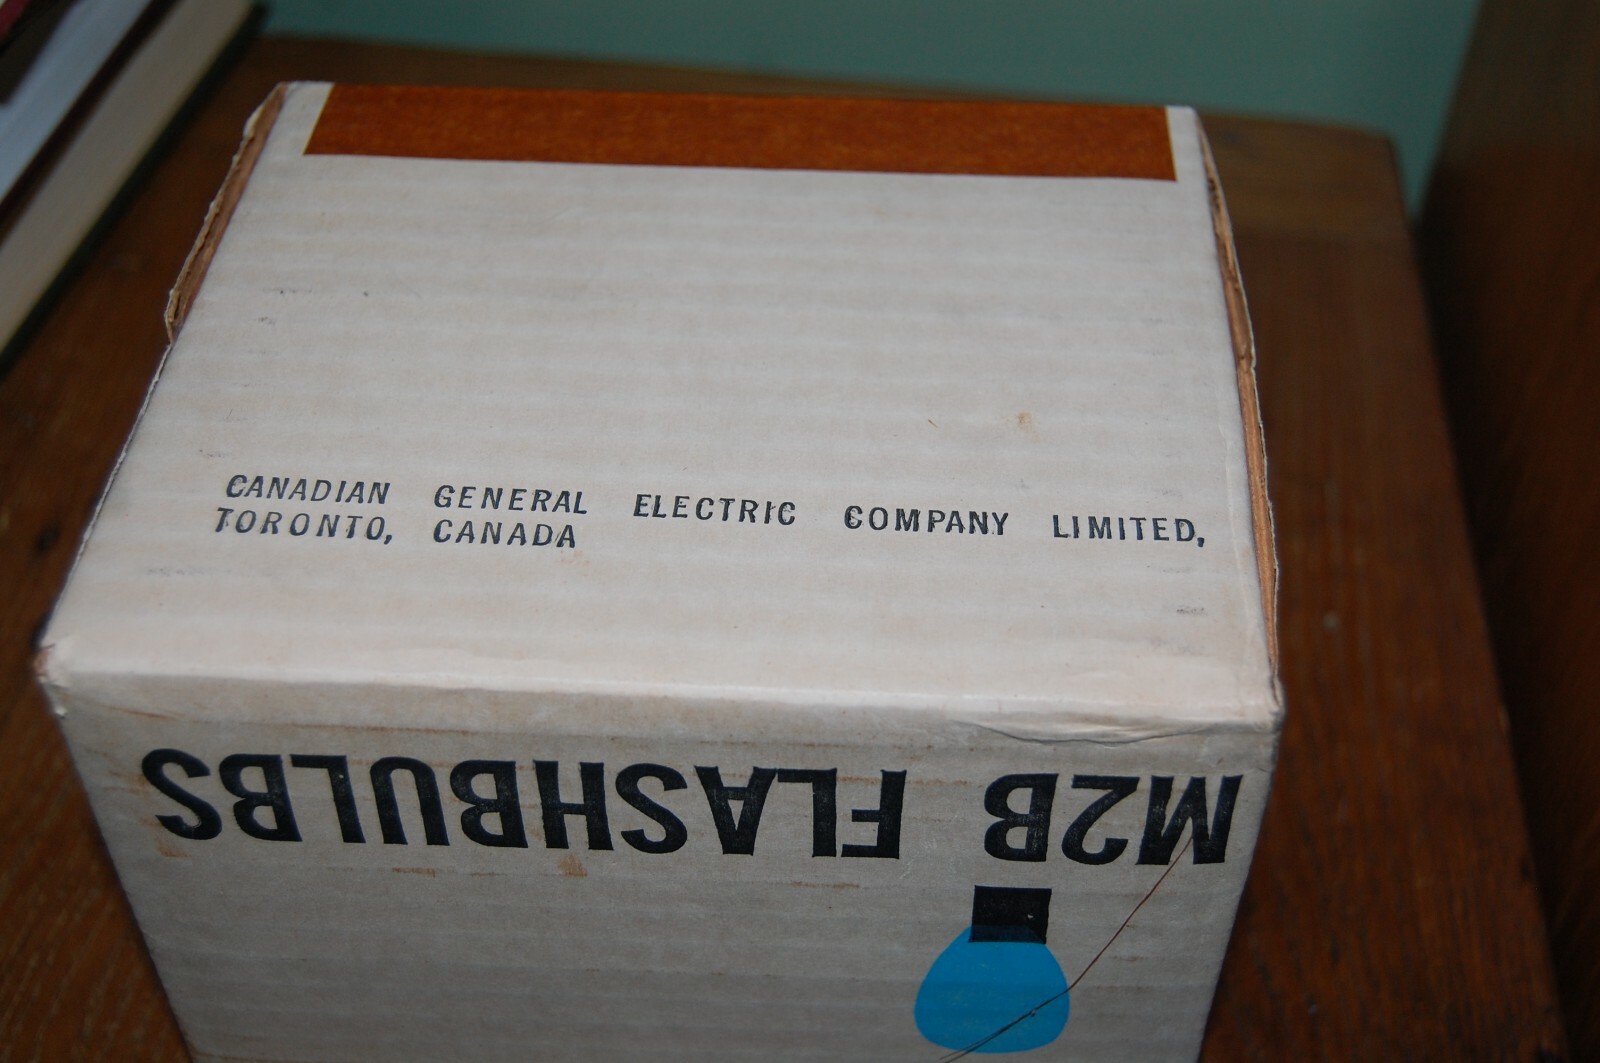 CANADIAN GENERAL ELECTRIC COMPANY LIMITED,
TORONTO, CANADA
M2B FLASHBULBS